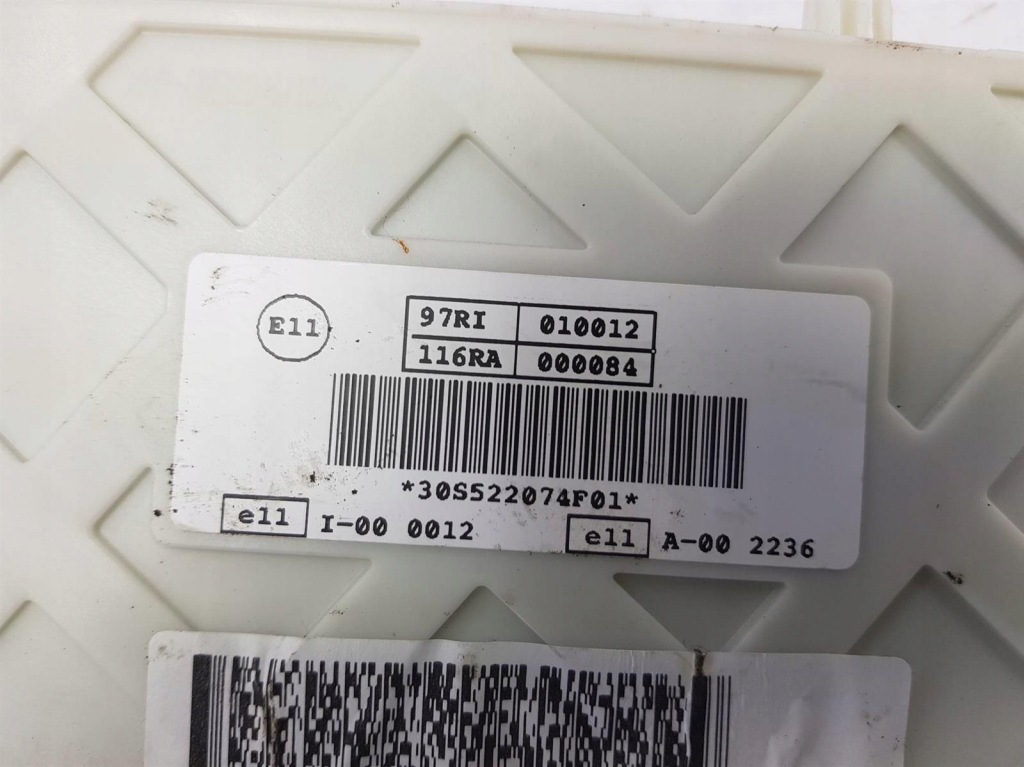 E11
97RI 010012
116RA 000084
*30S522074F01*
e11 I-00 0012 e11 A-00 2236